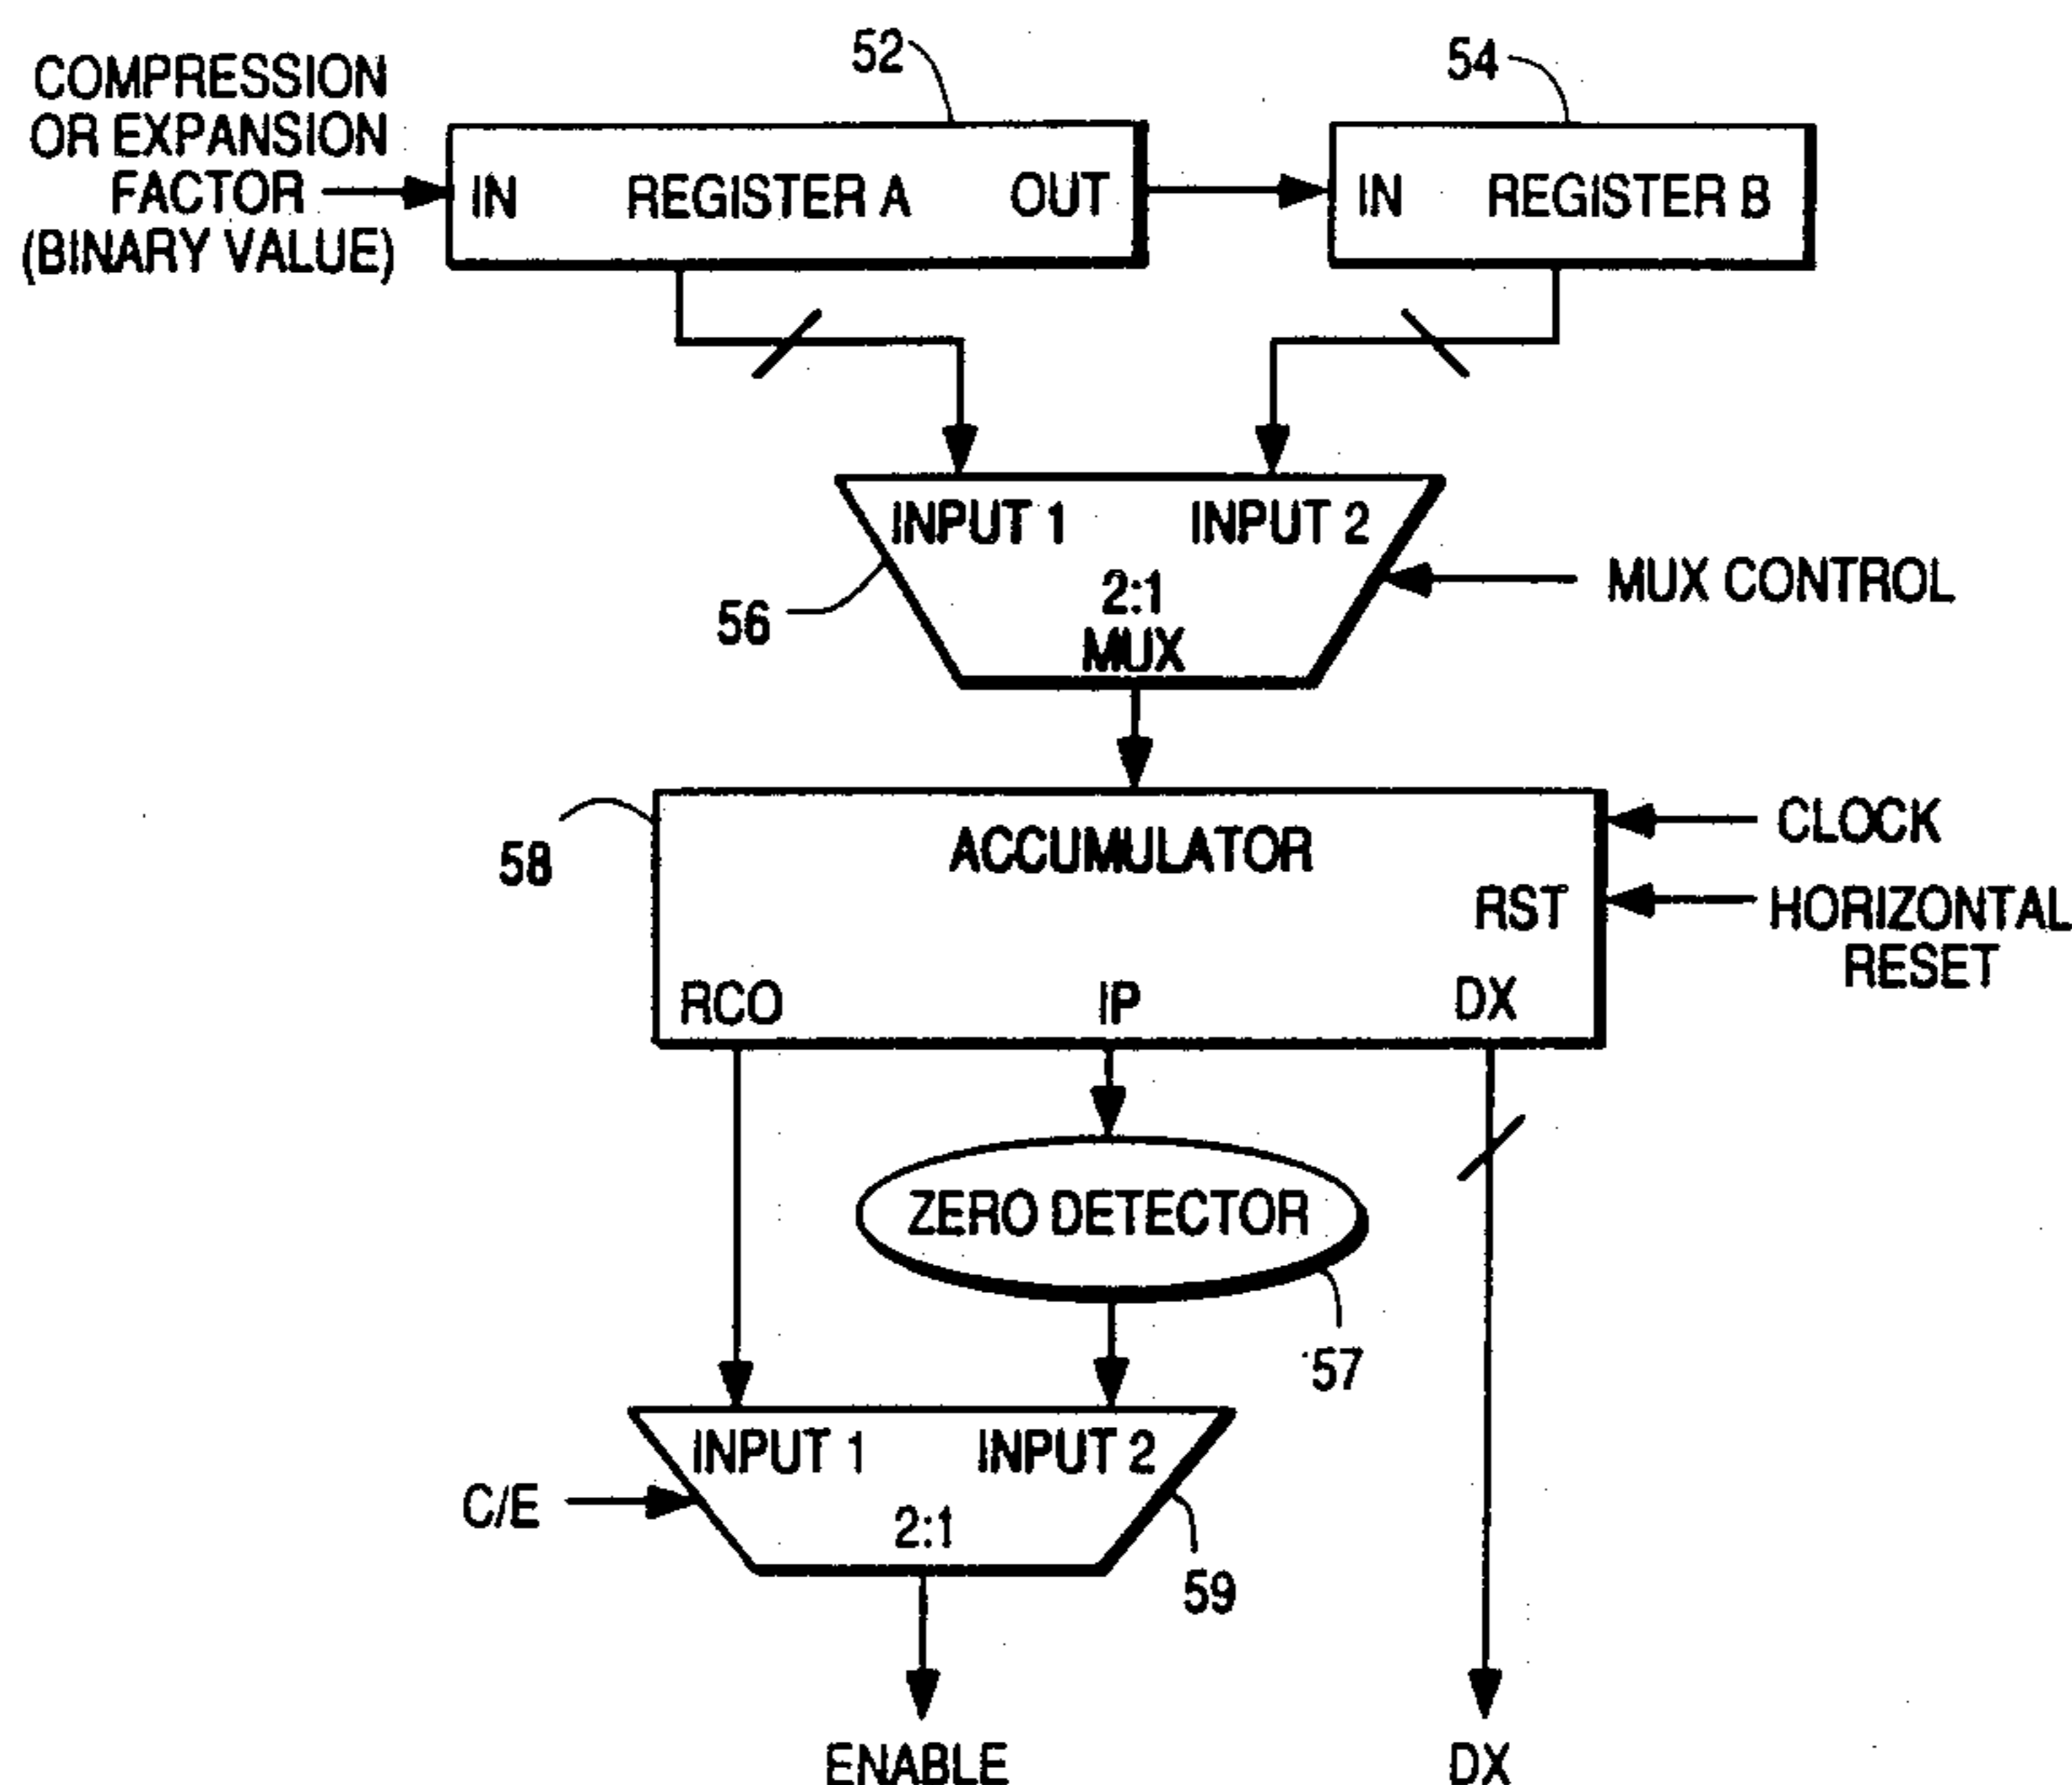 52
54
COMPRESSION
OR EXPANSION
FACTOR
(BINARY VALUE)
IN REGISTER A OUT
IN REGISTER B
INPUT 1 INPUT 2
2:1
MUX
56
MUX CONTROL
58
ACCUMULATOR
CLOCK
RST
HORIZONTAL
RESET
RCO IP DX
ZERO DETECTOR
57
INPUT 1 INPUT 2
C/E
2:1
59
ENABLE
DX